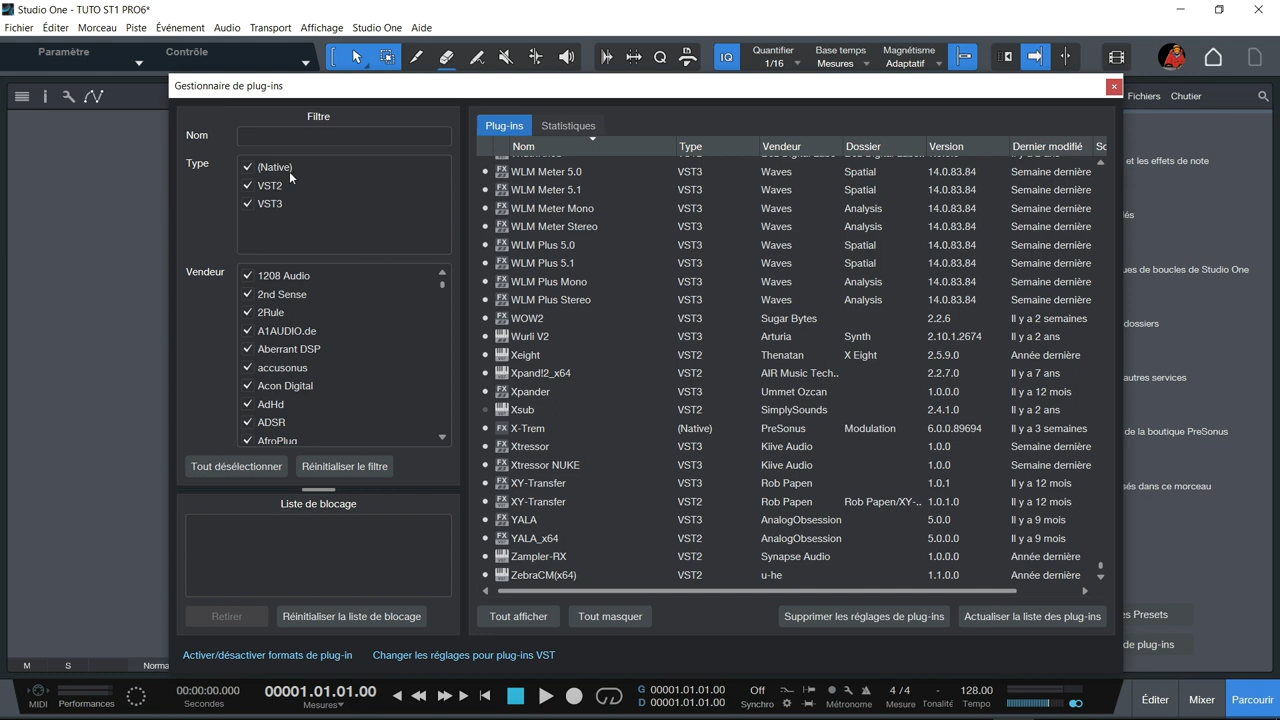 Studio One - TUTO ST1 PRO6*
Fichier Éditer Morceau Piste Événement Audio Transport Affichage Studio One Aide
Paramètre Contrôle
IQ Quantifier Base temps Magnétisme
1/16 Mesures Adaptatif
Gestionnaire de plug-ins
Fichiers Chutier
Filtre
Nom
Type
(Native)
VST2
VST3
Vendeur
1208 Audio
2nd Sense
2Rule
A1AUDIO.de
Aberrant DSP
accusonus
Acon Digital
AdHd
ADSR
AfroPlug
Tout désélectionner Réinitialiser le filtre
Liste de blocage
Retirer Réinitialiser la liste de blocage
Plug-ins Statistiques
Nom Type Vendeur Dossier Version Dernier modifié
WLM Meter 5.0 VST3 Waves Spatial 14.0.83.84 Semaine dernière
WLM Meter 5.1 VST3 Waves Spatial 14.0.83.84 Semaine dernière
WLM Meter Mono VST3 Waves Analysis 14.0.83.84 Semaine dernière
WLM Meter Stereo VST3 Waves Analysis 14.0.83.84 Semaine dernière
WLM Plus 5.0 VST3 Waves Spatial 14.0.83.84 Semaine dernière
WLM Plus 5.1 VST3 Waves Spatial 14.0.83.84 Semaine dernière
WLM Plus Mono VST3 Waves Analysis 14.0.83.84 Semaine dernière
WLM Plus Stereo VST3 Waves Analysis 14.0.83.84 Semaine dernière
WOW2 VST3 Sugar Bytes 2.2.6 Il y a 2 semaines
Wurli V2 VST3 Arturia Synth 2.10.1.2674 Il y a 2 ans
Xeight VST2 Thenatan X Eight 2.5.9.0 Année dernière
Xpand!2_x64 VST2 AIR Music Tech.. 2.2.7.0 Il y a 7 ans
Xpander VST3 Ummet Ozcan 1.0.0.0 Il y a 12 mois
Xsub VST2 SimplySounds 2.4.1.0 Il y a 2 ans
X-Trem (Native) PreSonus Modulation 6.0.0.89694 Il y a 3 semaines
Xtressor VST3 Kiive Audio 1.0.0 Semaine dernière
Xtressor NUKE VST3 Kiive Audio 1.0.0 Semaine dernière
XY-Transfer VST3 Rob Papen 1.0.1 Il y a 12 mois
XY-Transfer VST2 Rob Papen Rob Papen/XY-.. 1.0.1.0 Il y a 12 mois
YALA VST3 AnalogObsession 5.0.0 Il y a 9 mois
YALA_x64 VST2 AnalogObsession 5.0.0.0 Il y a 9 mois
Zampler-RX VST2 Synapse Audio 1.0.0.0 Année dernière
ZebraCM(x64) VST2 u-he 1.1.0.0 Année dernière
Tout afficher Tout masquer Supprimer les réglages de plug-ins Actualiser la liste des plug-ins
Activer/désactiver formats de plug-in Changer les réglages pour plug-ins VST
et les effets de note
de boucles de Studio One
autres services
de la boutique PreSonus
dans ce morceau
Presets
de plug-ins
M S
MIDI Performances
00:00:00.000
Secondes
00001.01.01.00
Mesures
G 00001.01.01.00
D 00001.01.01.00
Off
Synchro
Métronome
4 / 4
Mesure
-
Tonalité
128.00
Tempo
Éditer Mixer Parcourir